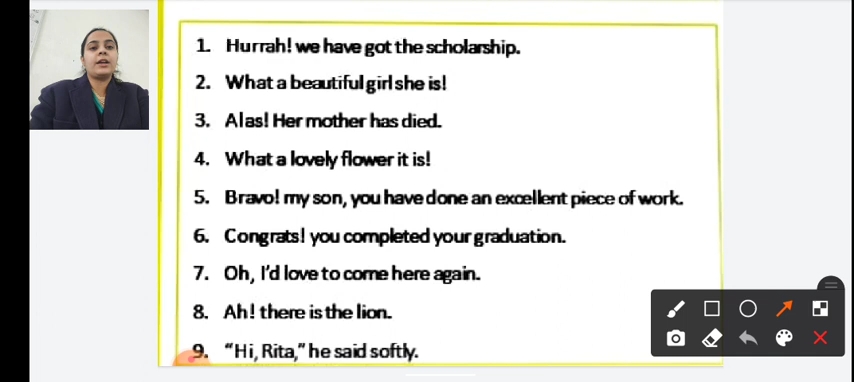 1. Hurrah! we have got the scholarship.
2. What a beautiful girl she is!
3. Alas! Her mother has died.
4. What a lovely flower it is!
5. Bravo! my son, you have done an excellent piece of work.
6. Congrats! you completed your graduation.
7. Oh, I'd love to come here again.
8. Ah! there is the lion.
9. "Hi, Rita," he said softly.